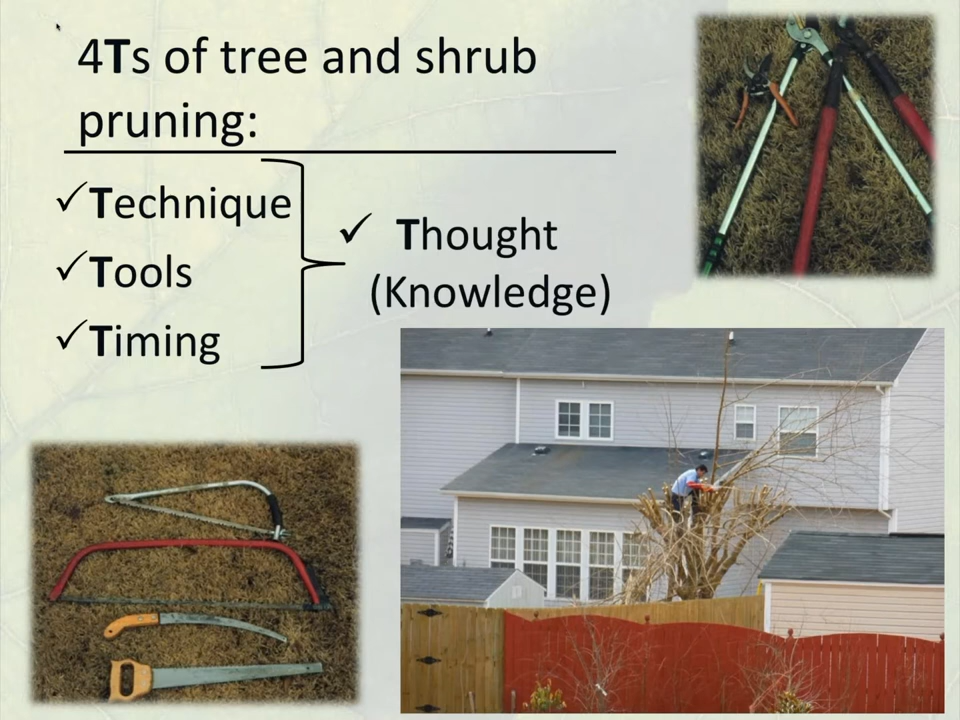 4Ts of tree and shrub
pruning:
✓Technique
✓Tools
✓Timing
✓ Thought
(Knowledge)